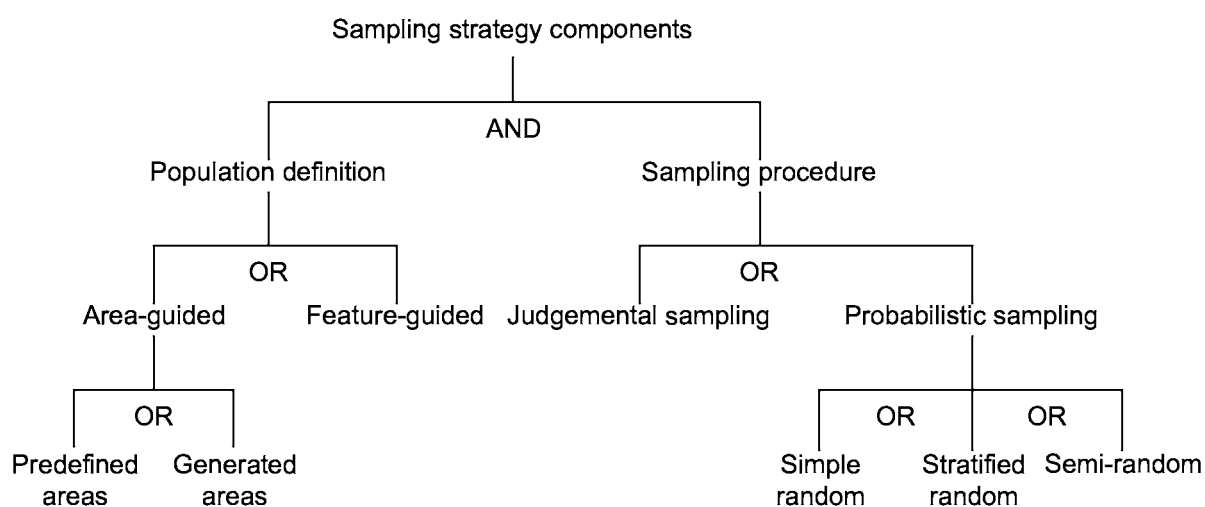 Sampling strategy components
AND
Population definition
Sampling procedure
OR
OR
Area-guided
Feature-guided
Judgemental sampling
Probabilistic sampling
OR
OR
OR
Predefined
areas
Generated
areas
Simple
random
Stratified
random
Semi-random